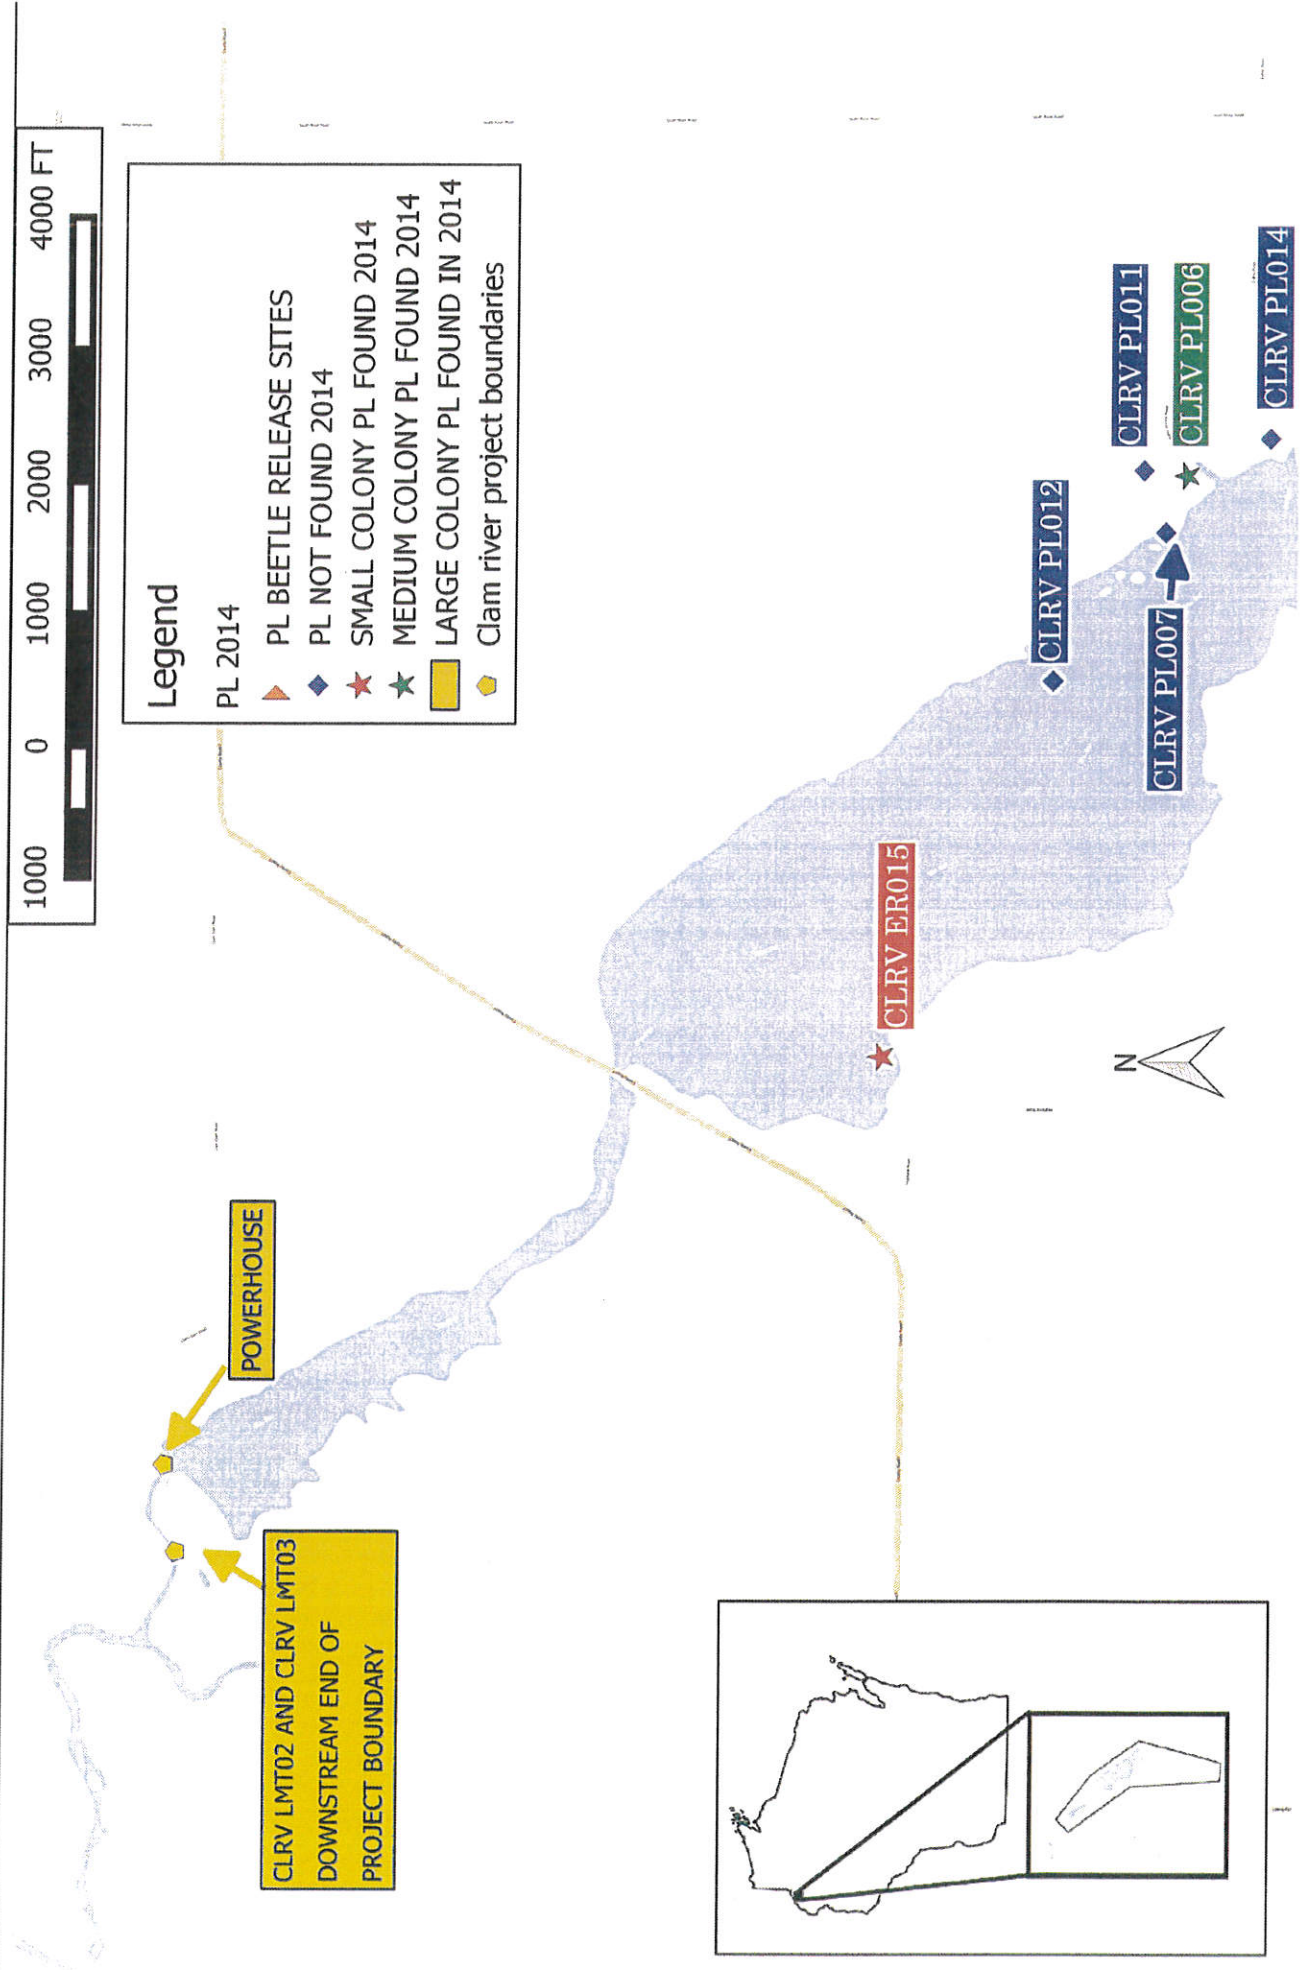 1000 0 1000 2000 3000 4000 FT
Legend
PL 2014
PL BEETLE RELEASE SITES
PL NOT FOUND 2014
SMALL COLONY PL FOUND 2014
MEDIUM COLONY PL FOUND 2014
LARGE COLONY PL FOUND IN 2014
Clam river project boundaries
POWERHOUSE
CLRV LMT02 AND CLRV LMT03
DOWNSTREAM END OF
PROJECT BOUNDARY
CLRV ER015
CLRV PL012
CLRV PL011
CLRV PL007
CLRV PL006
CLRV PL014
N